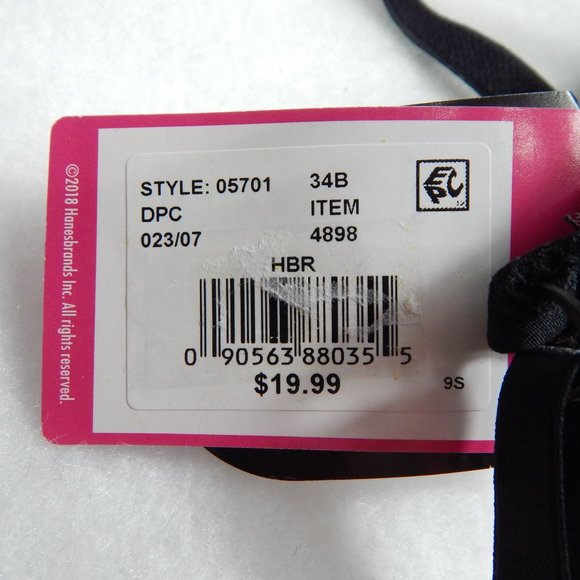 ©2018 Hanesbrands Inc. All rights reserved.
STYLE: 05701 34B
DPC ITEM
023/07 4898
HBR
0 90563 88035 5
$19.99
9S